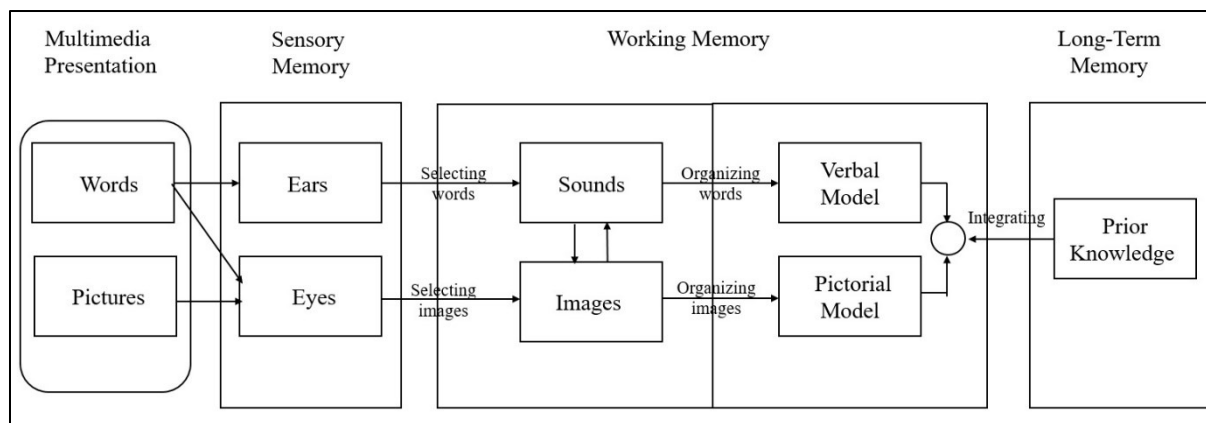 Multimedia
Presentation
Sensory
Memory
Working Memory
Long-Term
Memory
Words
Ears
Selecting
words
Sounds
Organizing
words
Verbal
Model
Integrating
Prior
Knowledge
Pictures
Eyes
Selecting
images
Images
Organizing
images
Pictorial
Model